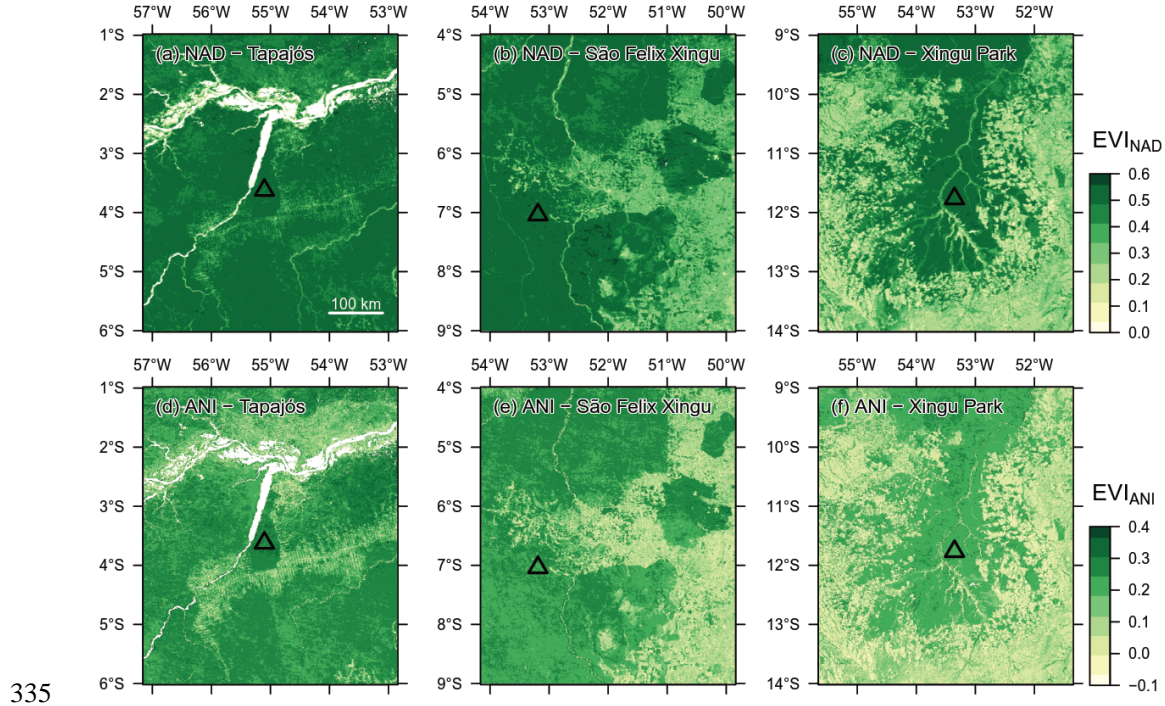 57°W 56°W 55°W 54°W 53°W
54°W 53°W 52°W 51°W 50°W
55°W 54°W 53°W 52°W
1°S
2°S
3°S
4°S
5°S
6°S
(a) NAD − Tapajós
100 km
4°S
5°S
6°S
7°S
8°S
9°S
(b) NAD − São Felix Xingu
9°S
10°S
11°S
12°S
13°S
14°S
(c) NAD − Xingu Park
EVI_NAD
0.6
0.5
0.4
0.3
0.2
0.1
0.0
57°W 56°W 55°W 54°W 53°W
54°W 53°W 52°W 51°W 50°W
55°W 54°W 53°W 52°W
1°S
2°S
3°S
4°S
5°S
6°S
(d) ANI − Tapajós
4°S
5°S
6°S
7°S
8°S
9°S
(e) ANI − São Felix Xingu
9°S
10°S
11°S
12°S
13°S
14°S
(f) ANI − Xingu Park
EVI_ANI
0.4
0.3
0.2
0.1
0.0
−0.1
335